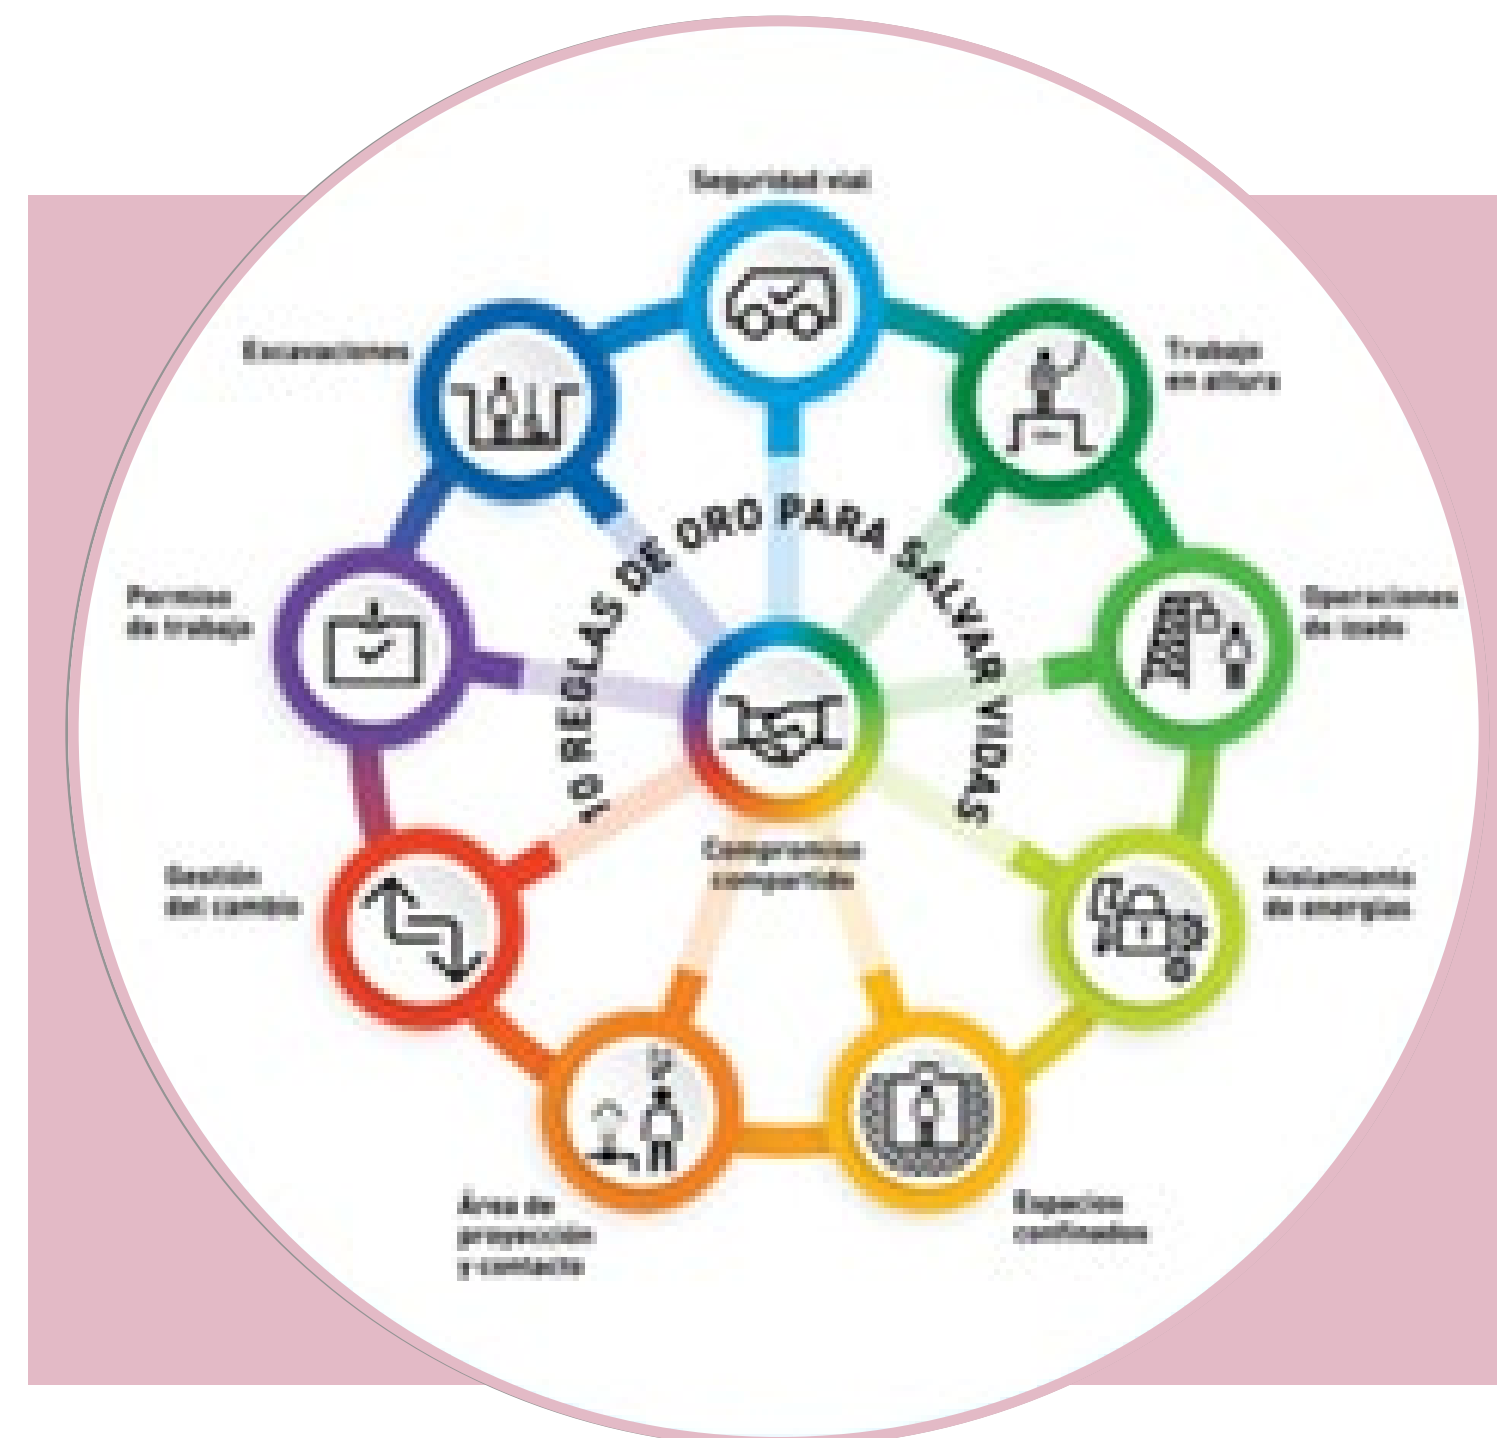 Seguridad vial
Excavaciones
Trabajo
en altura
10 REGLAS DE ORO PARA SALVAR VIDAS
Permiso
de trabajo
Operaciones
de izado
Compromiso
compartido
Gestión
del cambio
Aislamiento
de energías
Área de
proyección
y contacto
Espacios
confinados